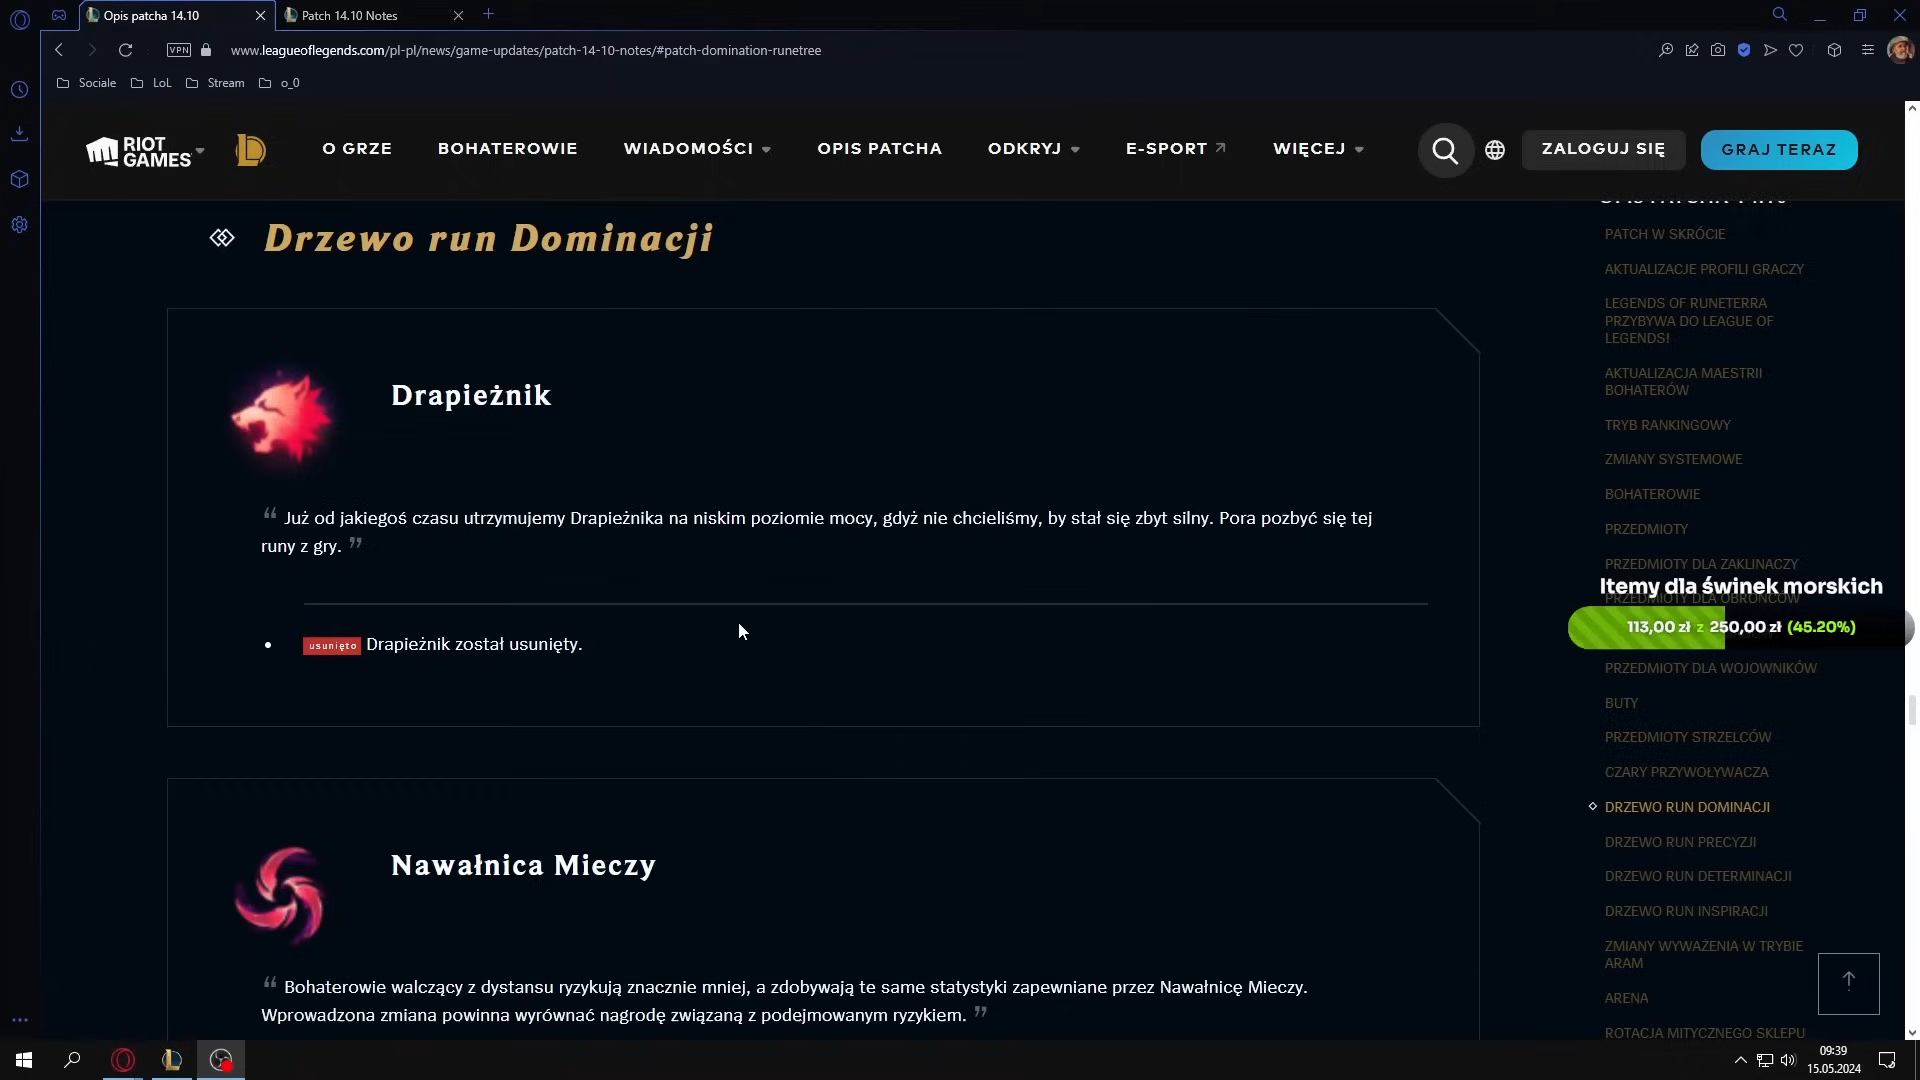 Opis patcha 14.10
Patch 14.10 Notes
VPN
www.leagueoflegends.com/pl-pl/news/game-updates/patch-14-10-notes/#patch-domination-runetree
Sociale
LoL
Stream
o_0
RIOT
GAMES
O GRZE
BOHATEROWIE
WIADOMOŚCI
OPIS PATCHA
ODKRYJ
E-SPORT
WIĘCEJ
ZALOGUJ SIĘ
GRAJ TERAZ
Drzewo run Dominacji
Drapieżnik
“ Już od jakiegoś czasu utrzymujemy Drapieżnika na niskim poziomie mocy, gdyż nie chcieliśmy, by stał się zbyt silny. Pora pozbyć się tej
runy z gry. ”
• usunięto Drapieżnik został usunięty.
Nawałnica Mieczy
“ Bohaterowie walczący z dystansu ryzykują znacznie mniej, a zdobywają te same statystyki zapewniane przez Nawałnicę Mieczy.
Wprowadzona zmiana powinna wyrównać nagrodę związaną z podejmowanym ryzykiem. ”
PATCH W SKRÓCIE
AKTUALIZACJE PROFILI GRACZY
LEGENDS OF RUNETERRA
PRZYBYWA DO LEAGUE OF
LEGENDS!
AKTUALIZACJA MAESTRII
BOHATERÓW
TRYB RANKINGOWY
ZMIANY SYSTEMOWE
BOHATEROWIE
PRZEDMIOTY
PRZEDMIOTY DLA ZAKLINACZY
Itemy dla świnek morskich
PRZEDMIOTY DLA OBROŃCÓW
113,00 zł z 250,00 zł (45.20%)
PRZEDMIOTY DLA WOJOWNIKÓW
BUTY
PRZEDMIOTY STRZELCÓW
CZARY PRZYWOŁYWACZA
DRZEWO RUN DOMINACJI
DRZEWO RUN PRECYZJI
DRZEWO RUN DETERMINACJI
DRZEWO RUN INSPIRACJI
ZMIANY WYWAŻENIA W TRYBIE
ARAM
ARENA
ROTACJA MITYCZNEGO SKLEPU
09:39
15.05.2024